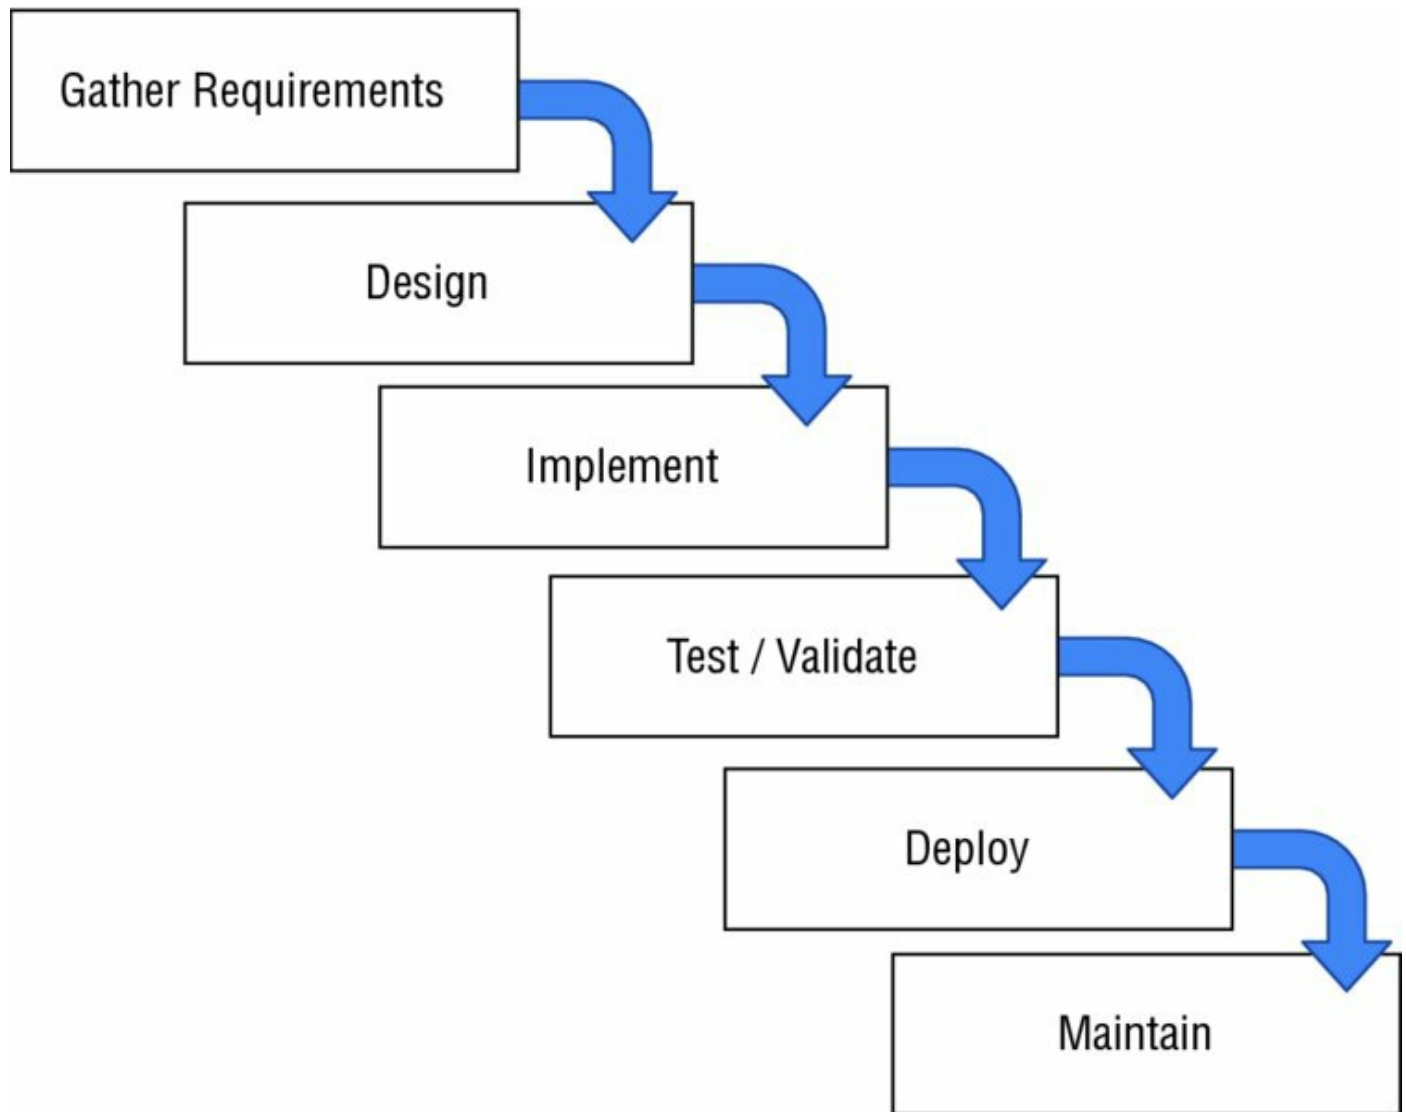 Gather Requirements
Design
Implement
Test / Validate
Deploy
Maintain